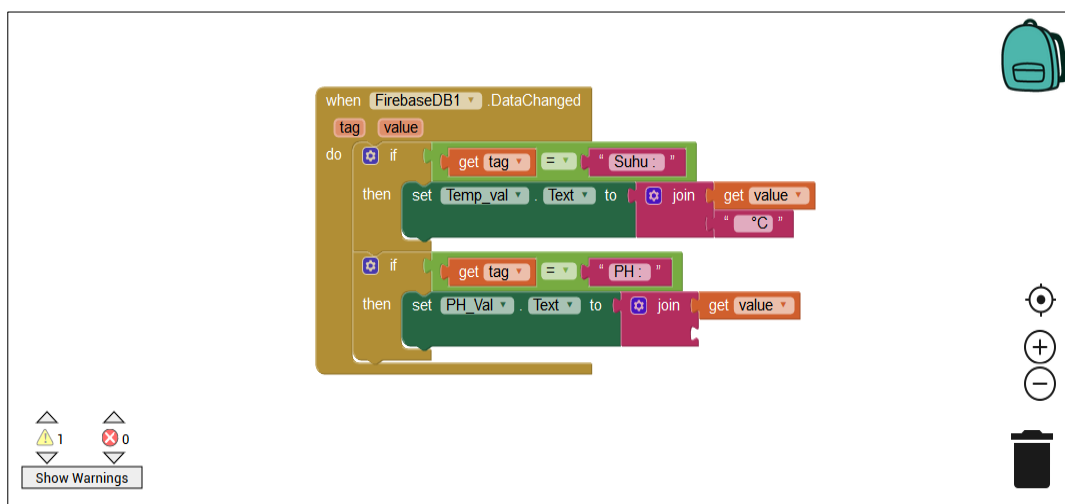 when FirebaseDB1 .DataChanged
tag value
do if get tag = “ Suhu : ”
then set Temp_val . Text to join get value
“ °C ”
if get tag = “ PH : ”
then set PH_Val . Text to join get value
1 0
Show Warnings